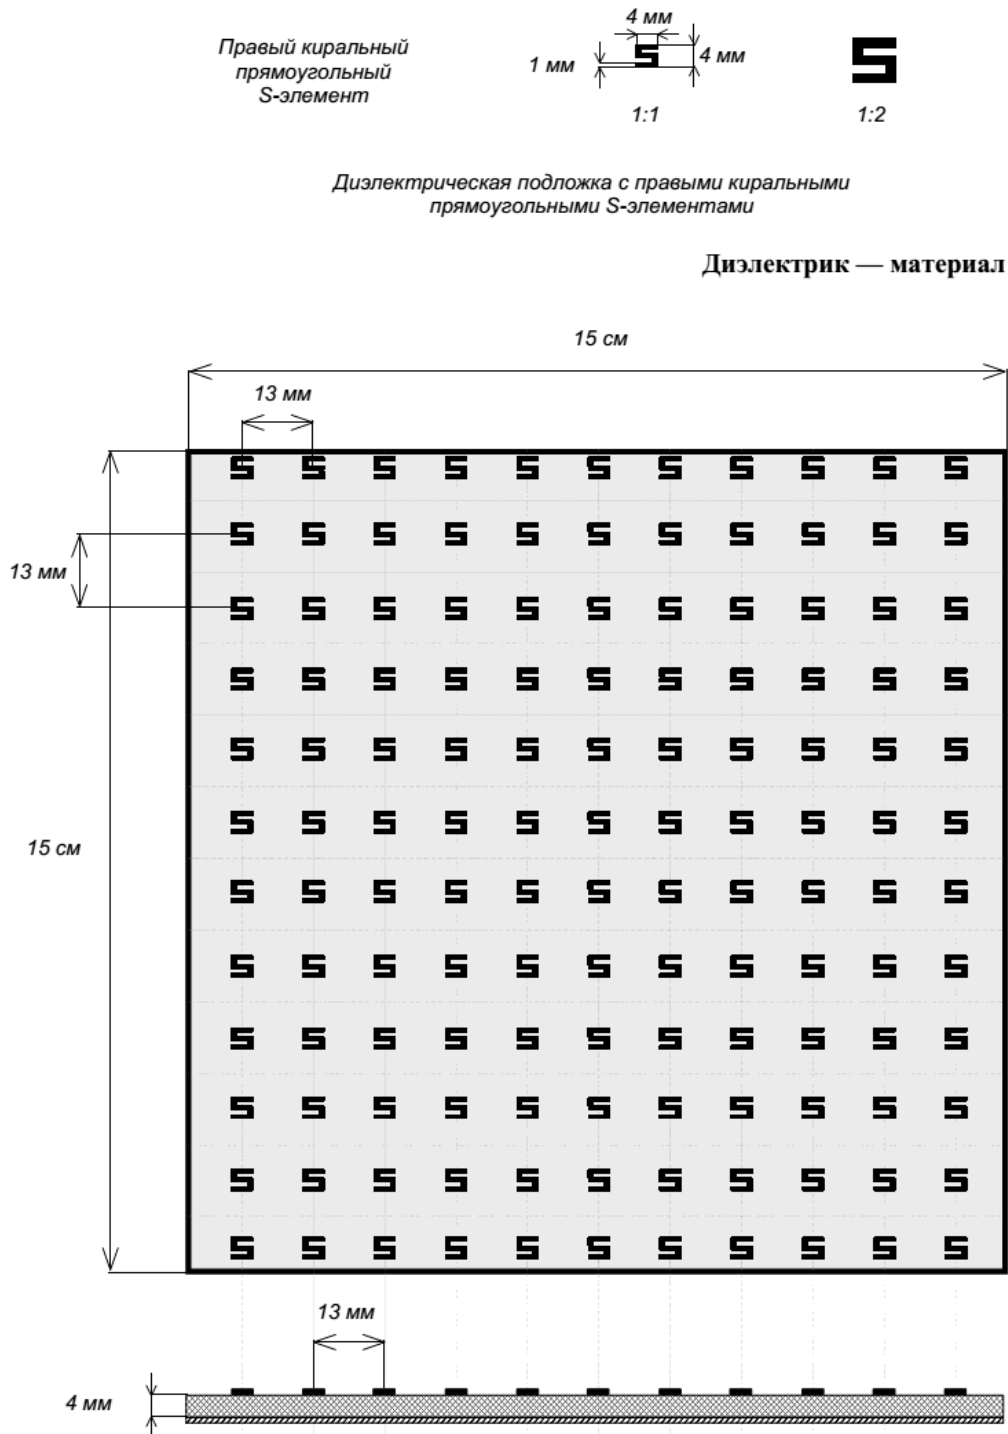 Правый киральный
прямоугольный
S-элемент
4 мм
1 мм
4 мм
1:1
1:2
Диэлектрическая подложка с правыми киральными
прямоугольными S-элементами
Диэлектрик — материал
15 см
13 мм
13 мм
15 см
13 мм
4 мм